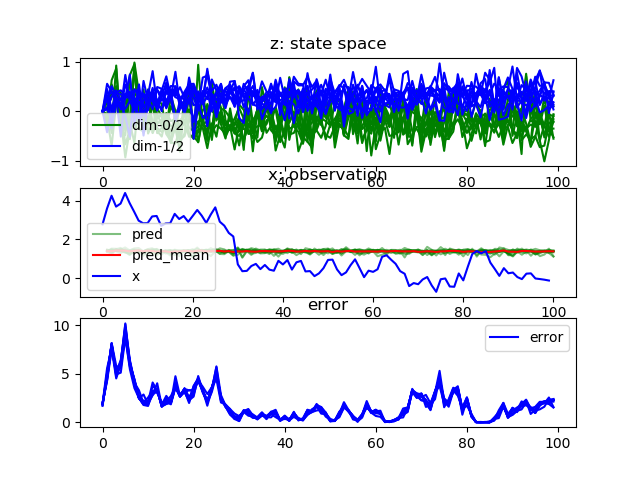 z: state space
1
0
−1
dim-0/2
dim-1/2
0 20 40 60 80 100
x: observation
4
2
0
pred
pred_mean
x
0 20 40 60 80 100
error
10
5
0
error
0 20 40 60 80 100